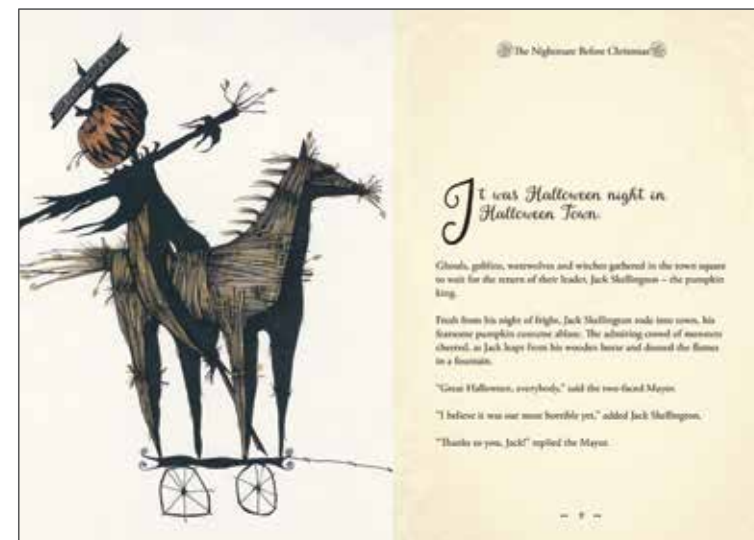 The Nightmare Before Christmas
It was Halloween night in
Halloween Town.
Ghouls, goblins, werewolves and witches gathered in the town square
to wait for the return of their leader, Jack Skellington – the pumpkin
king.
Fresh from his night of fright, Jack Skellington rode into town, his
fearsome pumpkin costume ablaze. The admiring crowd of monsters
cheered, as Jack leapt from his wooden horse and doused the flames
in a fountain.
"Great Halloween, everybody," said the two-faced Mayor.
"I believe it was our most horrible yet," added Jack Skellington.
"Thanks to you, Jack!" replied the Mayor.